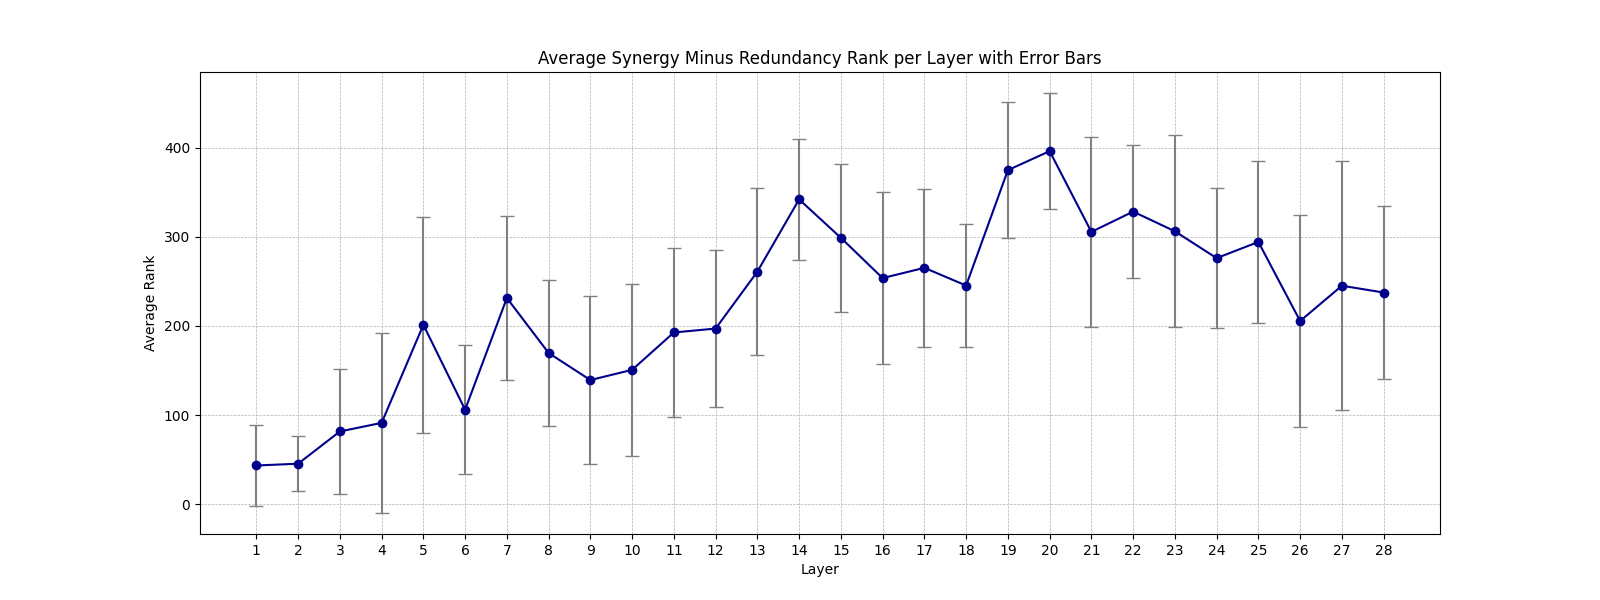 Average Synergy Minus Redundancy Rank per Layer with Error Bars
Average Rank
400
300
200
100
0
1 2 3 4 5 6 7 8 9 10 11 12 13 14 15 16 17 18 19 20 21 22 23 24 25 26 27 28
Layer